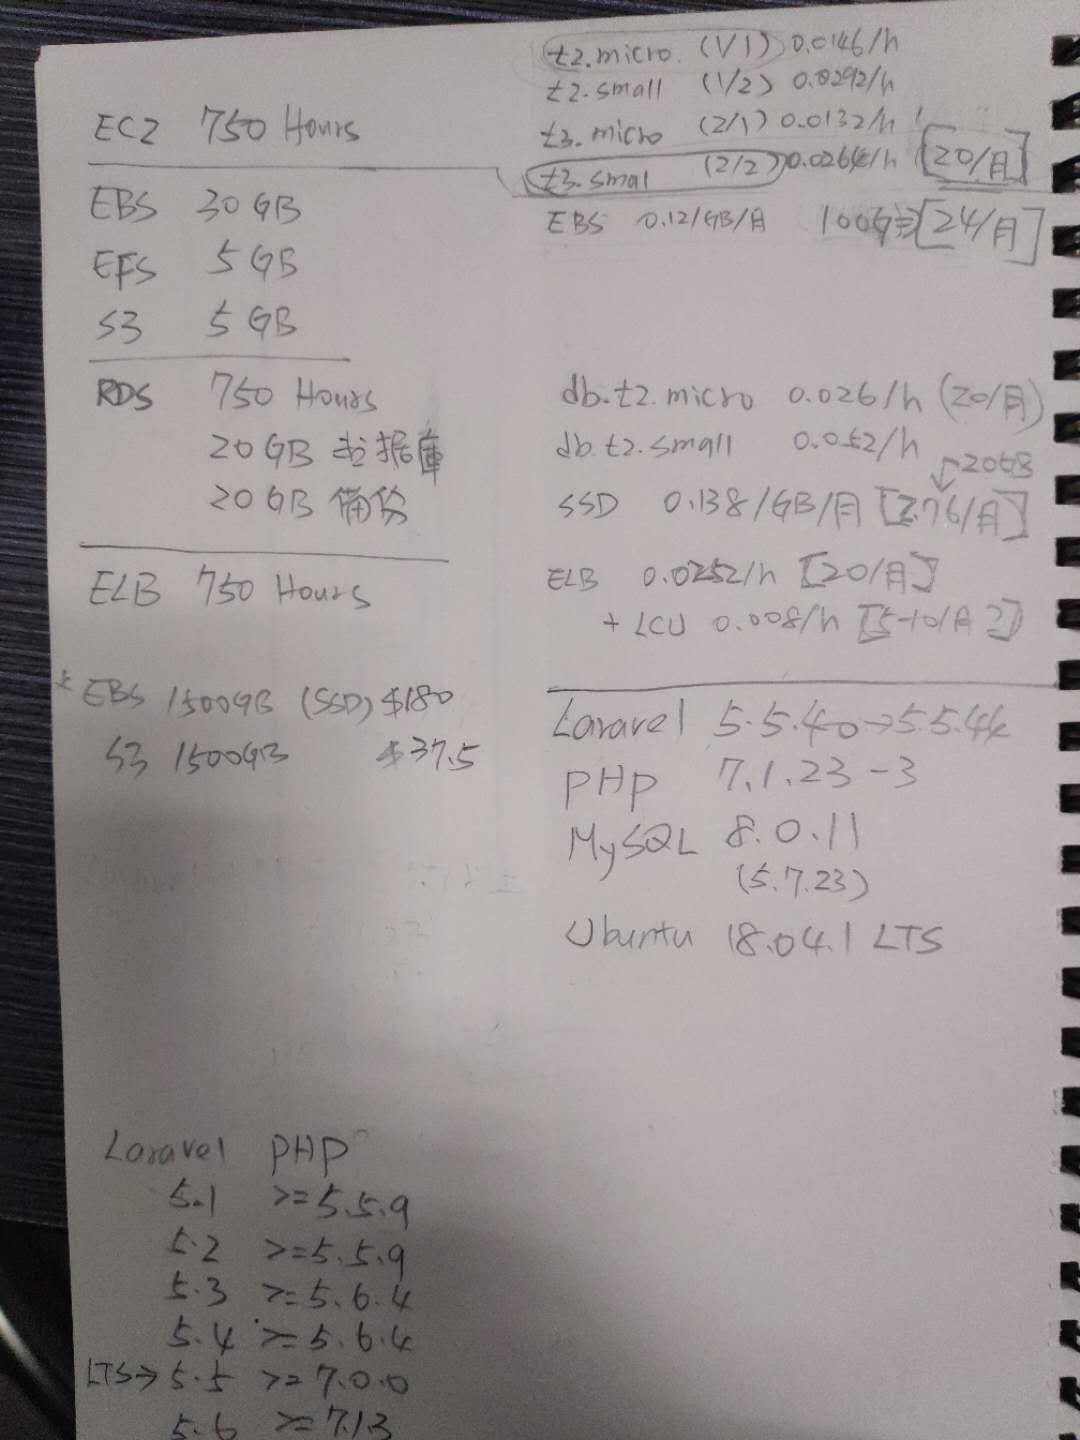 EC2 750 Hours
EBS 30 GB
EFS 5 GB
S3 5 GB
RDS 750 Hours
20 GB 数据庫
20 GB 備份
ELB 750 Hours
EBS 1500GB (SSD) $180
S3 1500GB $37.5
t2.micro (1/1) 0.0146/h
t2.small (1/2) 0.0292/h
t3.micro (2/1) 0.0132/h
t3.smal (2/2) 0.0264/h [20/月]
EBS 0.12/GB/月 100G [24/月]
db.t2.micro 0.026/h (20/月)
db.t2.small 0.052/h
20GB
SSD 0.138/GB/月 [2.76/月]
ELB 0.0252/h [20/月]
+ LCU 0.008/h [5-10/月?]
Laravel 5.5.40→5.5.44
PHP 7.1.23-3
MySQL 8.0.11
(5.7.23)
Ubuntu 18.04.1 LTS
Laravel PHP
5.1 >=5.5.9
5.2 >=5.5.9
5.3 >=5.6.4
5.4 >=5.6.4
LTS→ 5.5 >=7.0.0
5.6 >=7.1.3